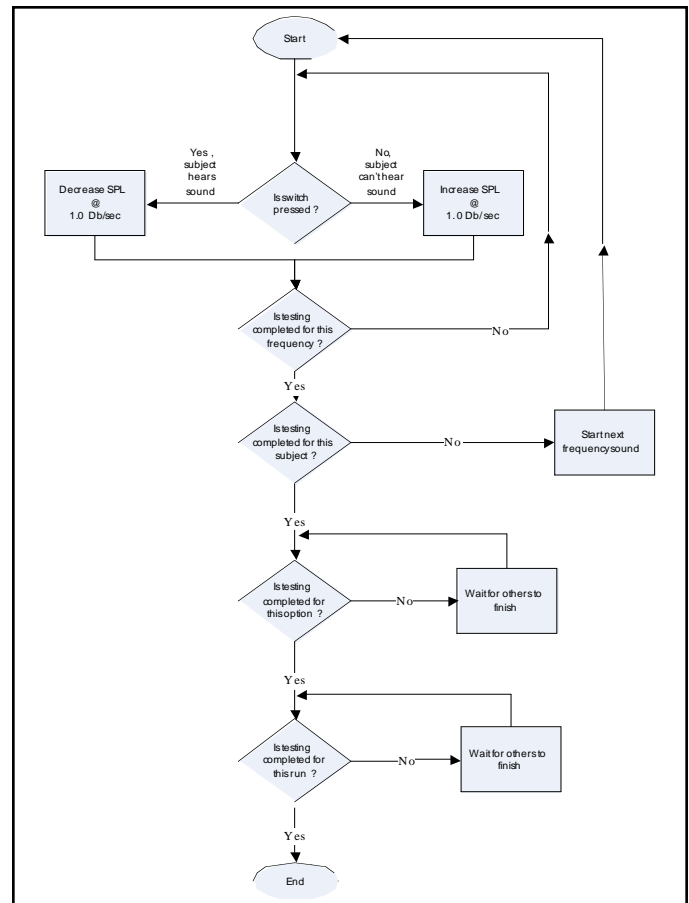 Start
Yes ,
subject
hears
sound
No,
subject
can't hear
sound
Decrease SPL
@
1.0 Db/sec
Is switch
pressed ?
Increase SPL
@
1.0 Db/sec
Is testing
completed for this
frequency ?
No
Yes
Is testing
completed for this
subject ?
No
Start next
frequency sound
Yes
Is testing
completed for
this option ?
No
Wait for others to
finish
Yes
Is testing
completed for
this run ?
No
Wait for others to
finish
Yes
End